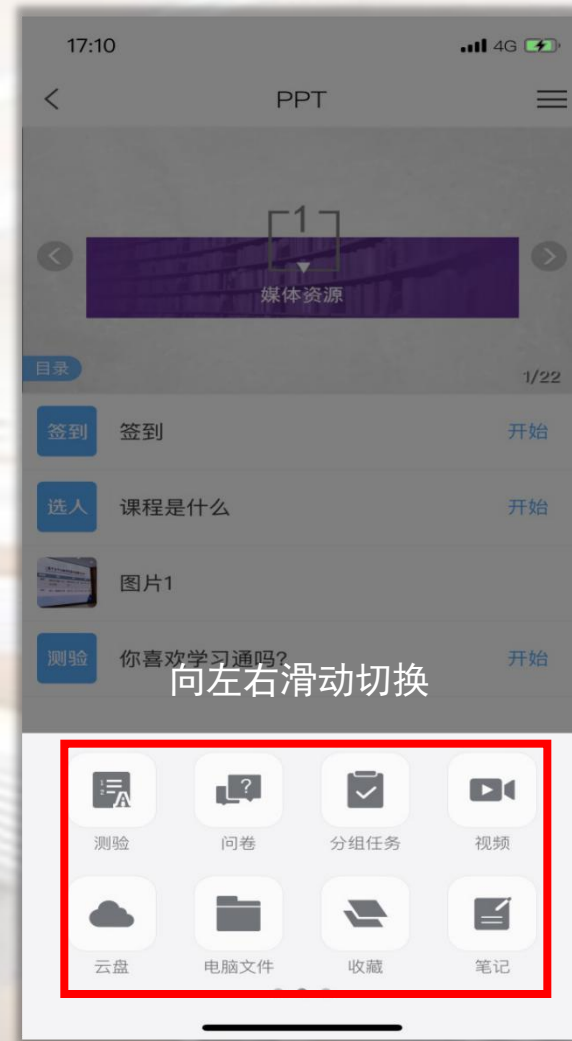 17:10 4G
PPT
1
媒体资源
目录
1/22
签到 签到 开始
选人 课程是什么 开始
图片1
测验 你喜欢学习通吗? 开始
向左右滑动切换
测验 问卷 分组任务 视频
云盘 电脑文件 收藏 笔记